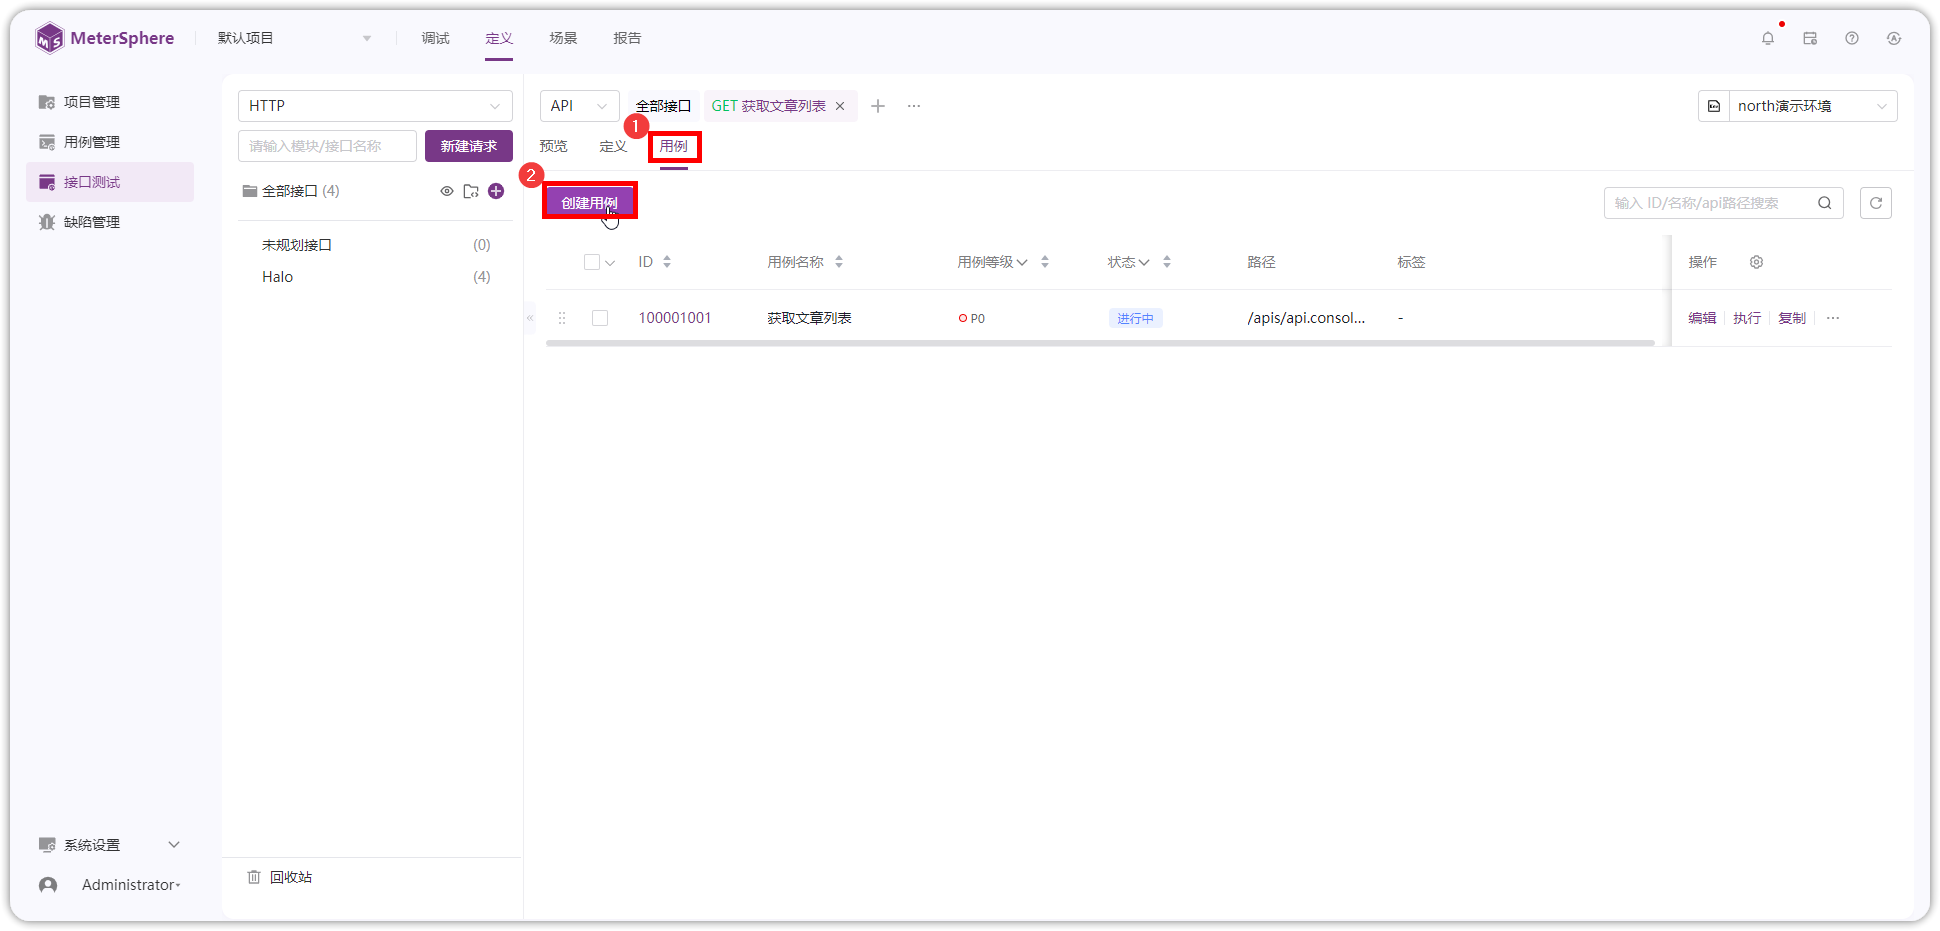 MeterSphere
默认项目
调试
定义
场景
报告
项目管理
用例管理
接口测试
缺陷管理
系统设置
Administrator
HTTP
请输入模块/接口名称
新建请求
全部接口 (4)
未规划接口 (0)
Halo (4)
回收站
API
全部接口
GET 获取文章列表
north演示环境
1
预览
定义
用例
2
创建用例
输入 ID/名称/api路径搜索
ID
用例名称
用例等级
状态
路径
标签
操作
100001001
获取文章列表
P0
进行中
/apis/api.consol...
-
编辑
执行
复制